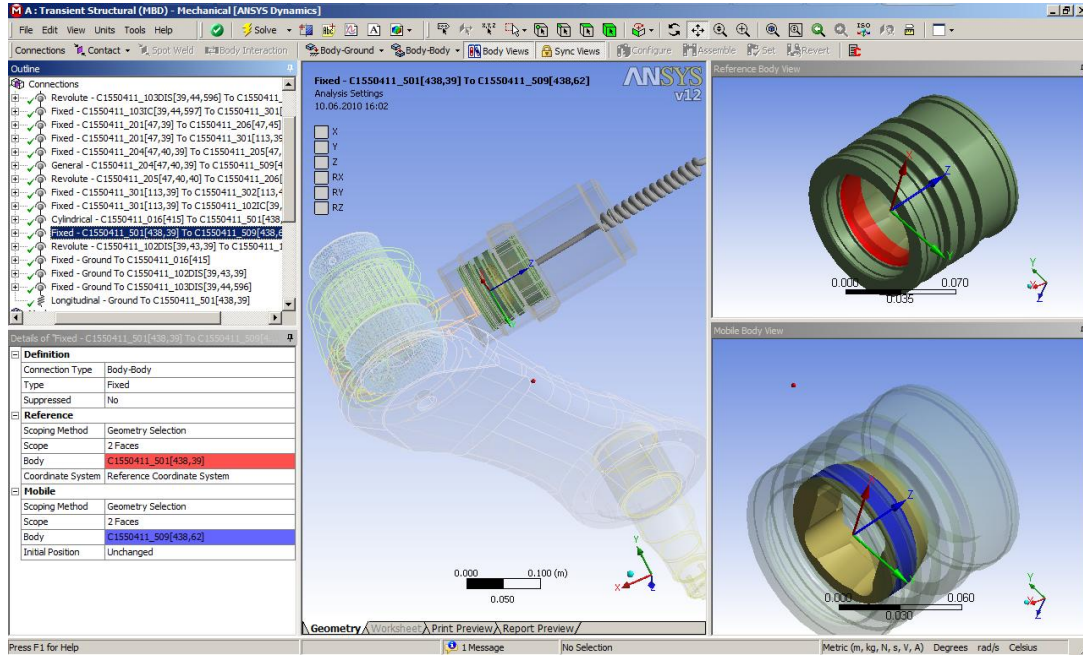 A : Transient Structural (MBD) - Mechanical [ANSYS Dynamics]
File Edit View Units Tools Help Solve
Connections Contact Spot Weld Body Interaction Body-Ground Body-Body Body Views Sync Views Configure Assemble Set Revert
Outline
Connections
Revolute - C1550411_103DIS[39,44,596] To C1550411_
Fixed - C1550411_103IC[39,44,597] To C1550411_301[
Fixed - C1550411_201[47,39] To C1550411_206[47,45]
Fixed - C1550411_201[47,39] To C1550411_301[113,39
Fixed - C1550411_204[47,40,39] To C1550411_205[47,
General - C1550411_204[47,40,39] To C1550411_509[4
Revolute - C1550411_205[47,40,40] To C1550411_206[
Fixed - C1550411_301[113,39] To C1550411_302[113,4
Fixed - C1550411_301[113,39] To C1550411_102IC[39,
Cylindrical - C1550411_016[415] To C1550411_501[438,
Fixed - C1550411_501[438,39] To C1550411_509[438,6
Revolute - C1550411_102DIS[39,43,39] To C1550411_1
Fixed - Ground To C1550411_016[415]
Fixed - Ground To C1550411_102DIS[39,43,39]
Fixed - Ground To C1550411_103DIS[39,44,596]
Longitudinal - Ground To C1550411_501[438,39]
Details of "Fixed - C1550411_501[438,39] To C1550411_509[4
Definition
Connection Type Body-Body
Type Fixed
Suppressed No
Reference
Scoping Method Geometry Selection
Scope 2 Faces
Body C1550411_501[438,39]
Coordinate System Reference Coordinate System
Mobile
Scoping Method Geometry Selection
Scope 2 Faces
Body C1550411_509[438,62]
Initial Position Unchanged
Fixed - C1550411_501[438,39] To C1550411_509[438,62]
Analysis Settings
10.06.2010 16:02
ANSYS
v12
X
Y
Z
RX
RY
RZ
Z
Y
X
0.000 0.100 (m)
0.050
Geometry Worksheet Print Preview Report Preview
Reference Body View
X
Z
Y
0.000 0.070
0.035
Y
X
Z
Mobile Body View
X
Z
Y
0.000 0.060
0.030
Y
X
Z
Press F1 for Help 1 Message No Selection Metric (m, kg, N, s, V, A) Degrees rad/s Celsius